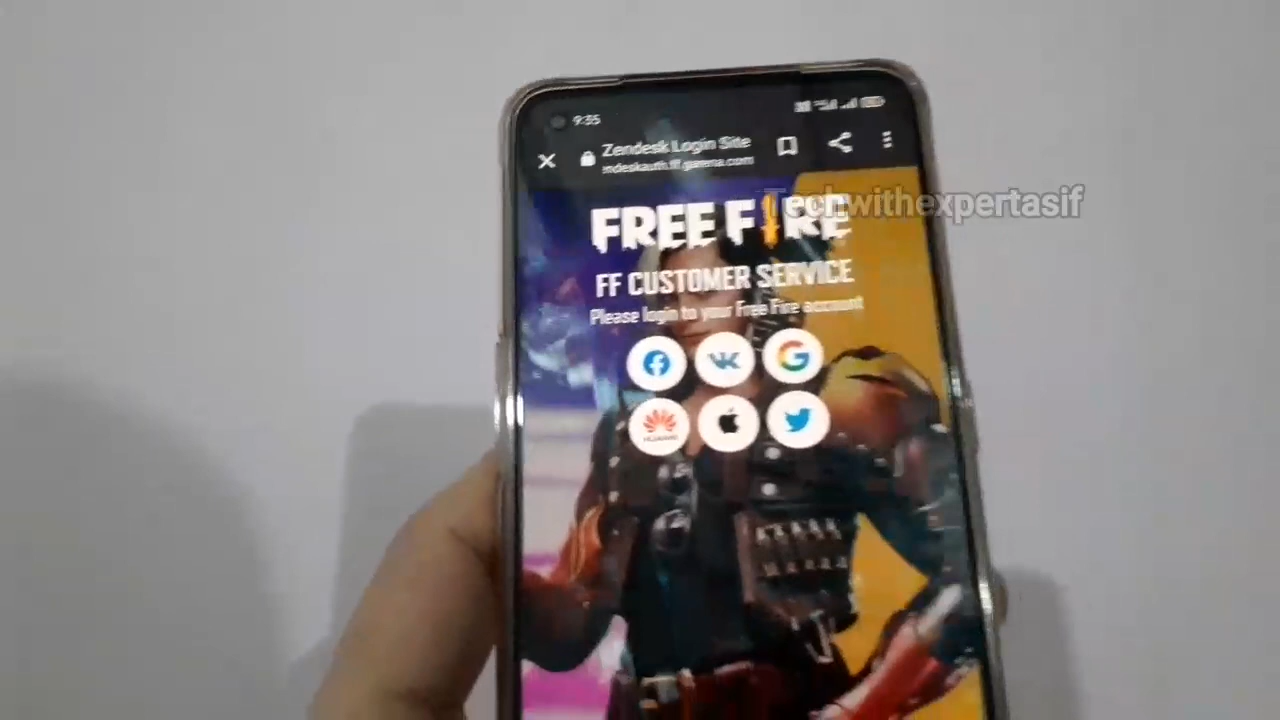 9:35
Zendesk Login Site
ndeskauth.ff.garena.com
Techwithexpertasif
FREE FIRE
FF CUSTOMER SERVICE
Please login to your Free Fire account
HUAWEI